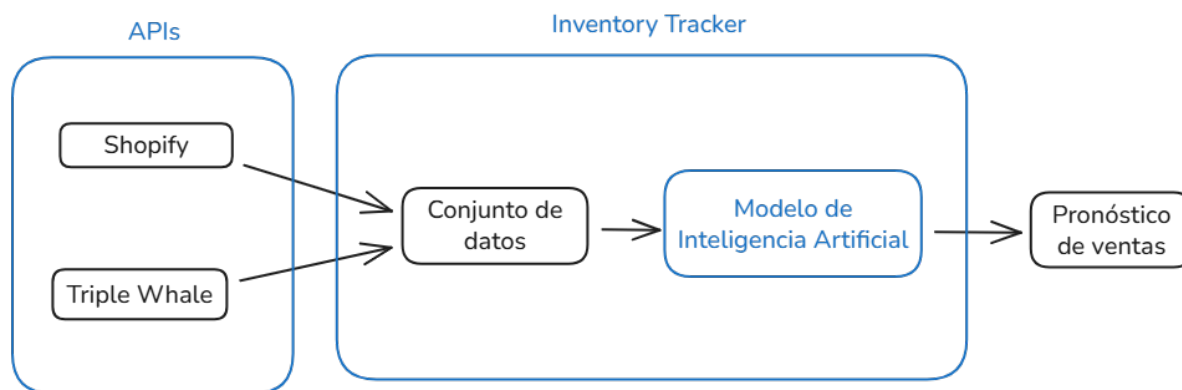 APIs
Inventory Tracker
Shopify
Triple Whale
Conjunto de
datos
Modelo de
Inteligencia Artificial
Pronóstico
de ventas